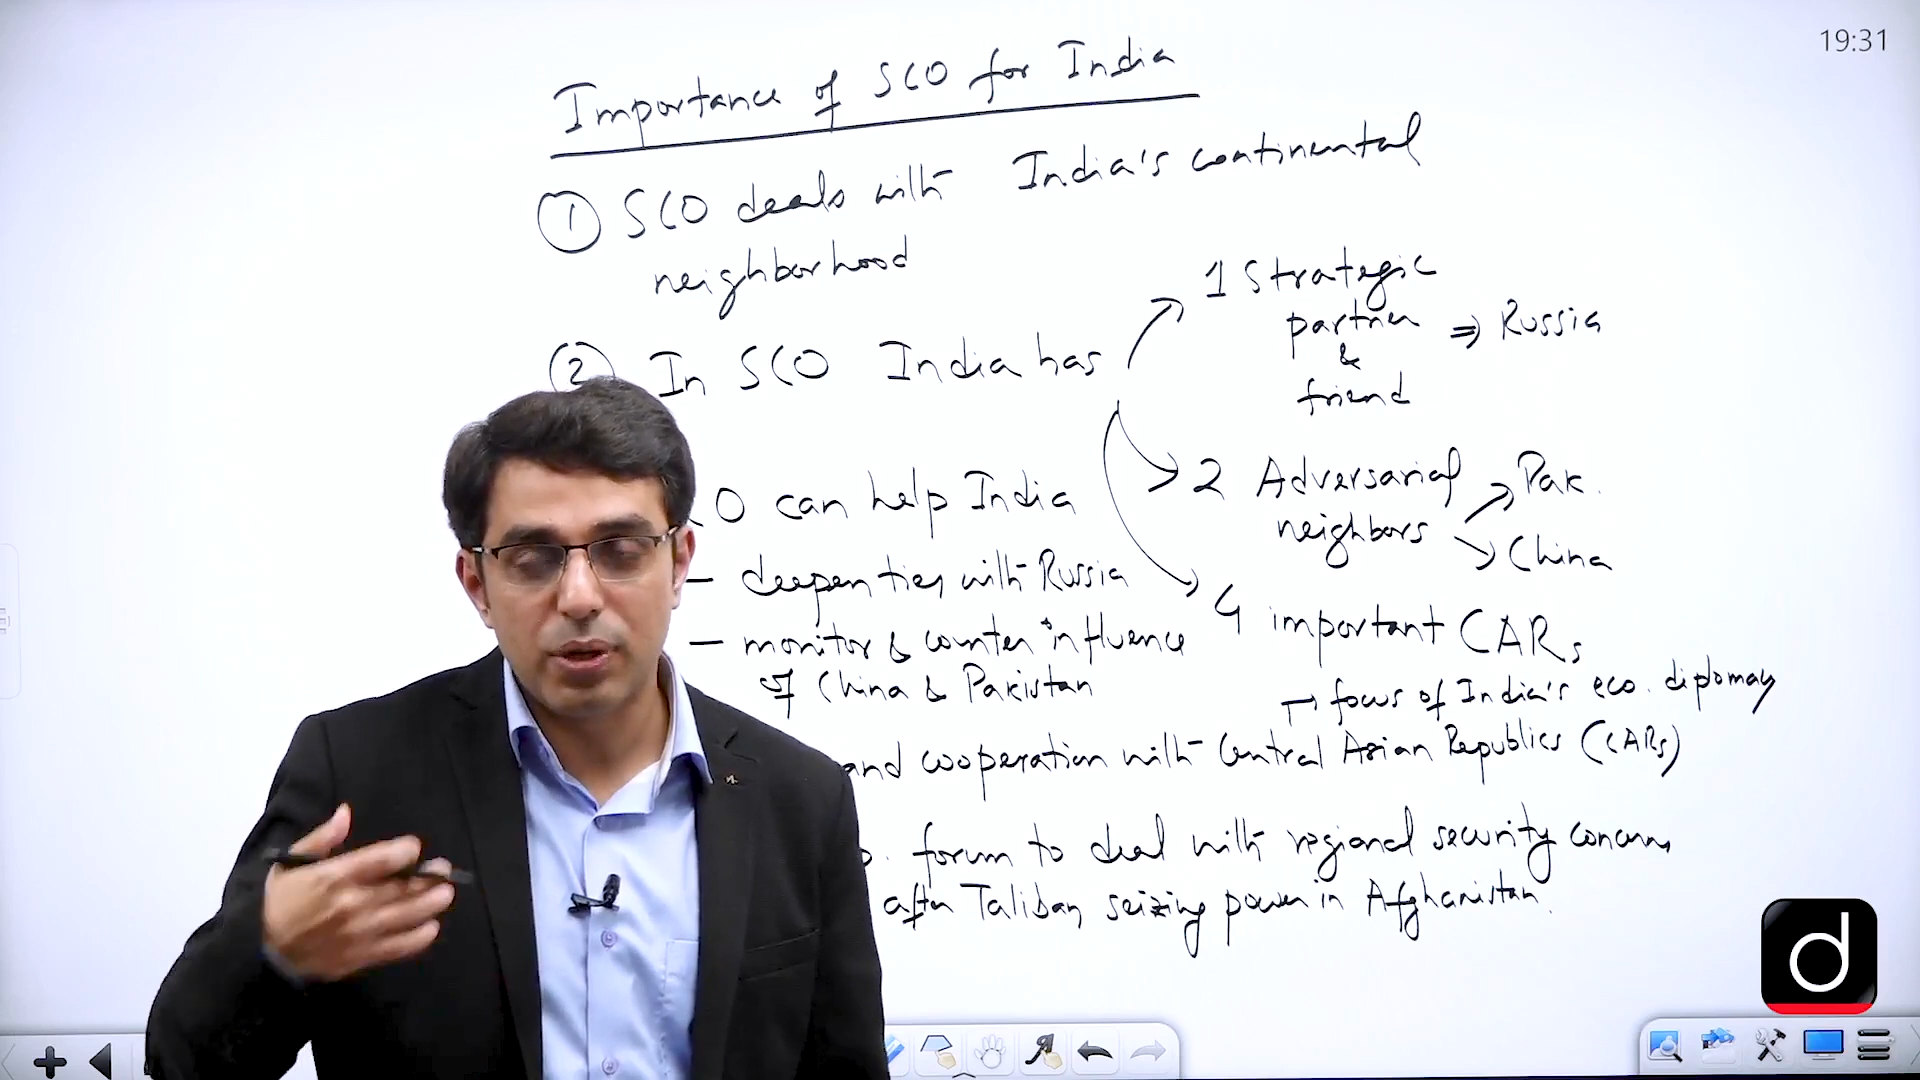 19:31
Importance of SCO for India
① SCO deals with India's continental
neighborhood
② In SCO India has
1 Strategic
partner ⇒ Russia
&
friend
2 Adversarial → Pak.
neighbors → China
4 important CARs
↳ focus of India's eco. diplomacy
O can help India
– deepen ties with Russia
– monitor & counter influence
of China & Pakistan
and cooperation with Central Asian Republics (CARs)
forum to deal with regional security concerns
after Taliban seizing power in Afghanistan.
d